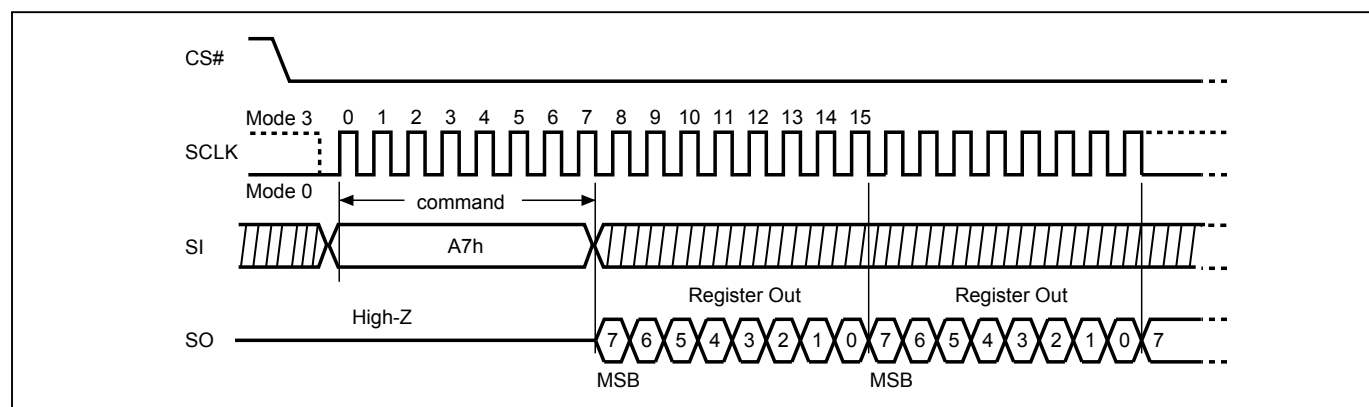 CS#
Mode 3
0 1 2 3 4 5 6 7 8 9 10 11 12 13 14 15
SCLK
Mode 0
command
SI
A7h
Register Out Register Out
High-Z
SO
7 6 5 4 3 2 1 0 7 6 5 4 3 2 1 0 7
MSB MSB